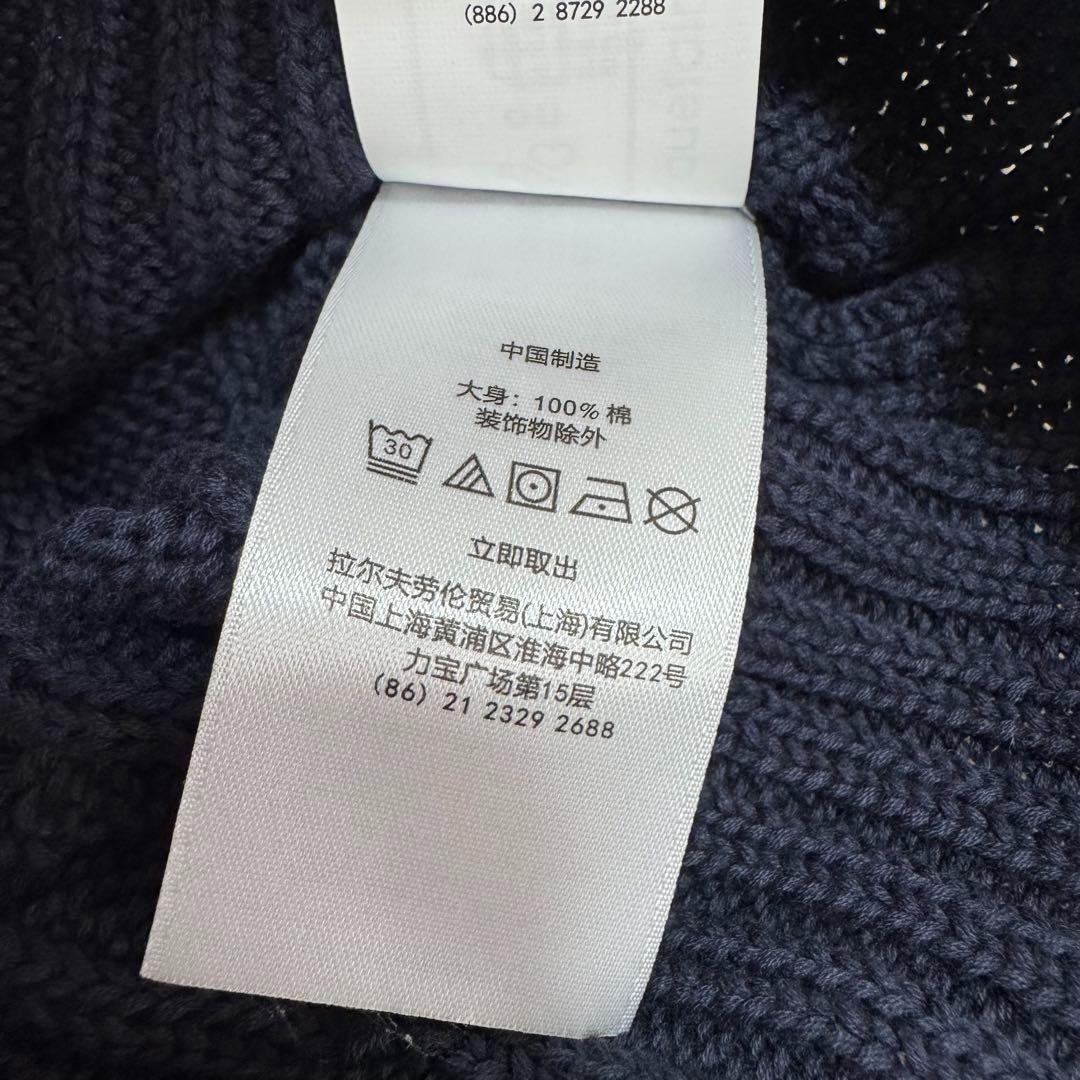 (886) 2 8729 2288
中国制造
大身: 100% 棉
装饰物除外
30
立即取出
拉尔夫劳伦贸易(上海)有限公司
中国上海黄浦区淮海中略222号
力宝广场第15层
(86) 21 2329 2688